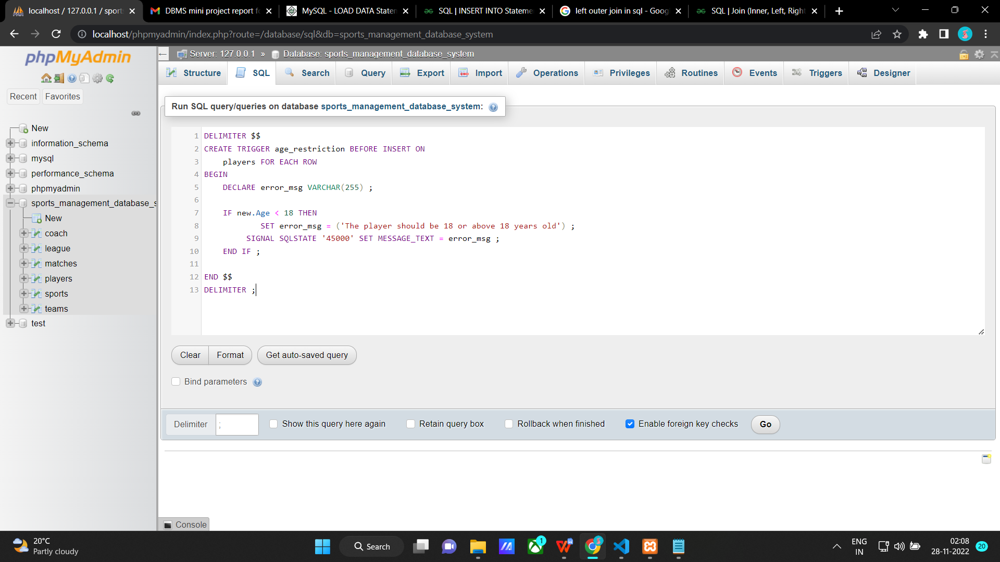 localhost / 127.0.0.1 / sport
DBMS mini project report fo
MySQL - LOAD DATA Staten
SQL | INSERT INTO Stateme
left outer join in sql - Goog
SQL | Join (Inner, Left, Right
localhost/phpmyadmin/index.php?route=/database/sql&db=sports_management_database_system
phpMyAdmin
Recent
Favorites
New
information_schema
mysql
performance_schema
phpmyadmin
sports_management_database_s
New
coach
league
matches
players
sports
teams
test
Server: 127.0.0.1 » Database: sports_management_database_system
Structure
SQL
Search
Query
Export
Import
Operations
Privileges
Routines
Events
Triggers
Designer
Run SQL query/queries on database sports_management_database_system:
1 DELIMITER $$
2 CREATE TRIGGER age_restriction BEFORE INSERT ON
3 players FOR EACH ROW
4 BEGIN
5 DECLARE error_msg VARCHAR(255) ;
6
7 IF new.Age < 18 THEN
8 SET error_msg = ('The player should be 18 or above 18 years old') ;
9 SIGNAL SQLSTATE '45000' SET MESSAGE_TEXT = error_msg ;
10 END IF ;
11
12 END $$
13 DELIMITER ;
Clear
Format
Get auto-saved query
Bind parameters
Delimiter
;
Show this query here again
Retain query box
Rollback when finished
Enable foreign key checks
Go
Console
20°C
Partly cloudy
Search
1
ENG
IN
02:08
28-11-2022
20